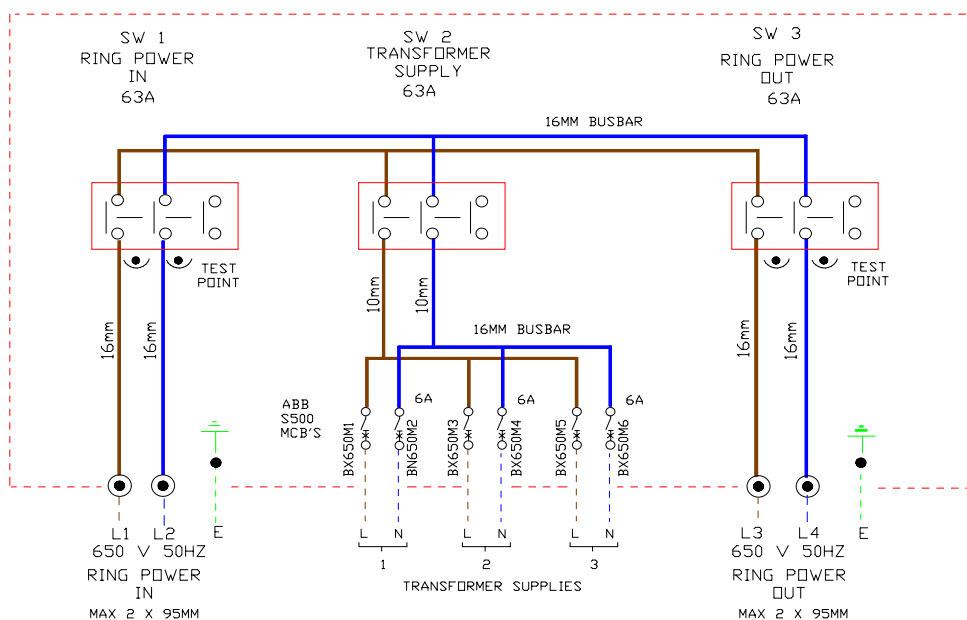 SW 1
RING POWER
IN
63A
SW 2
TRANSFORMER
SUPPLY
63A
SW 3
RING POWER
OUT
63A
16MM BUSBAR
TEST
POINT
TEST
POINT
16mm
16mm
10mm
10mm
16mm
16mm
16MM BUSBAR
ABB
S500
MCB'S
6A
6A
6A
BX650M1
BN650M2
BX650M3
BX650M4
BX650M5
BX650M6
L1 L2 E
650 V 50HZ
RING POWER
IN
MAX 2 X 95MM
L N L N L N
1 2 3
TRANSFORMER SUPPLIES
L3 L4 E
650 V 50HZ
RING POWER
OUT
MAX 2 X 95MM